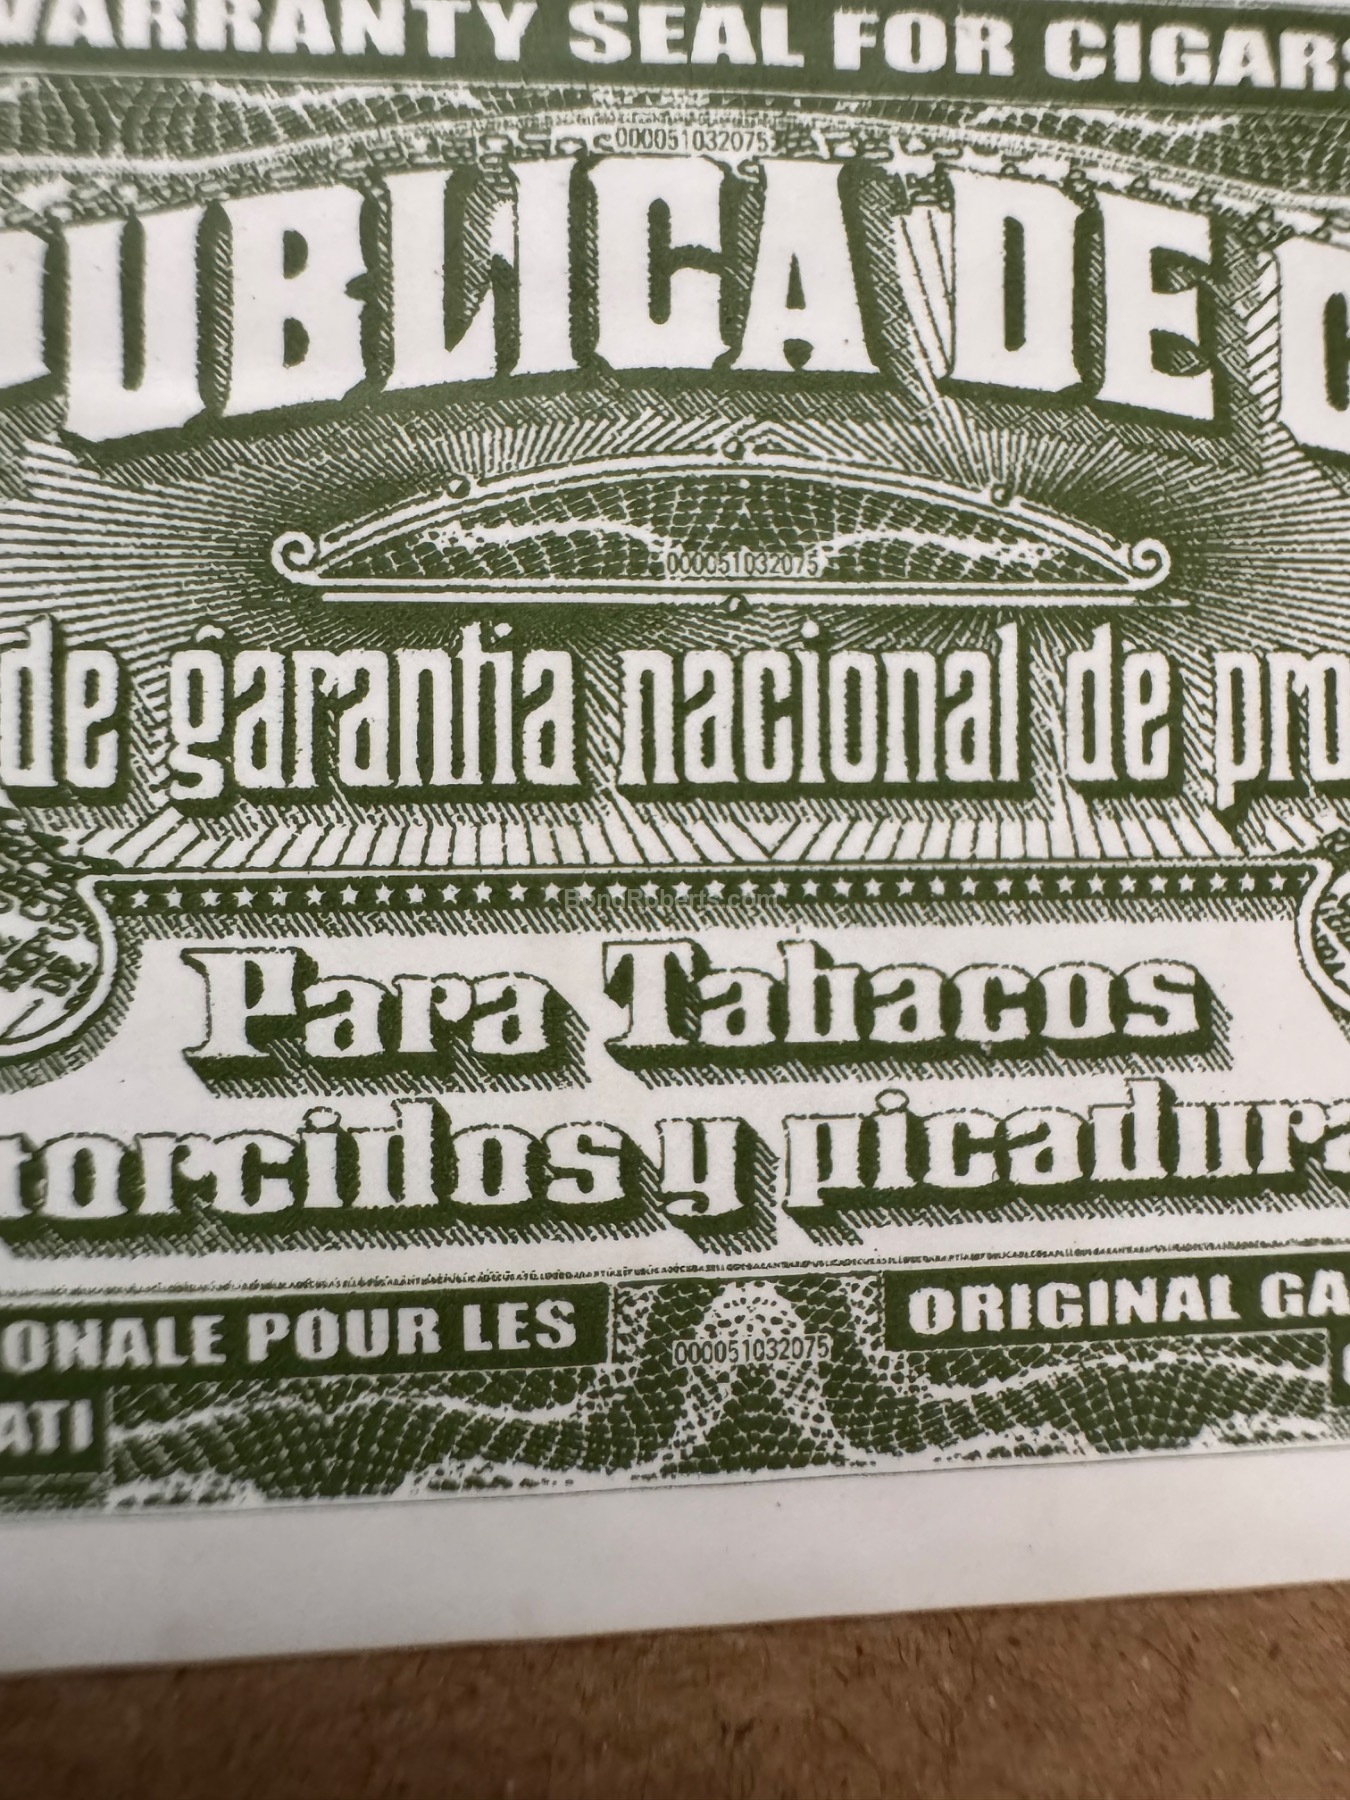 WARRANTY SEAL FOR CIGARS
000051032075
PUBLICA DE C
000051032075
de garantia nacional de pro
BondRoberts.com
Para Tabacos
torcidos y picadura
ONALE POUR LES
ORIGINAL GA
000051032075
ATI